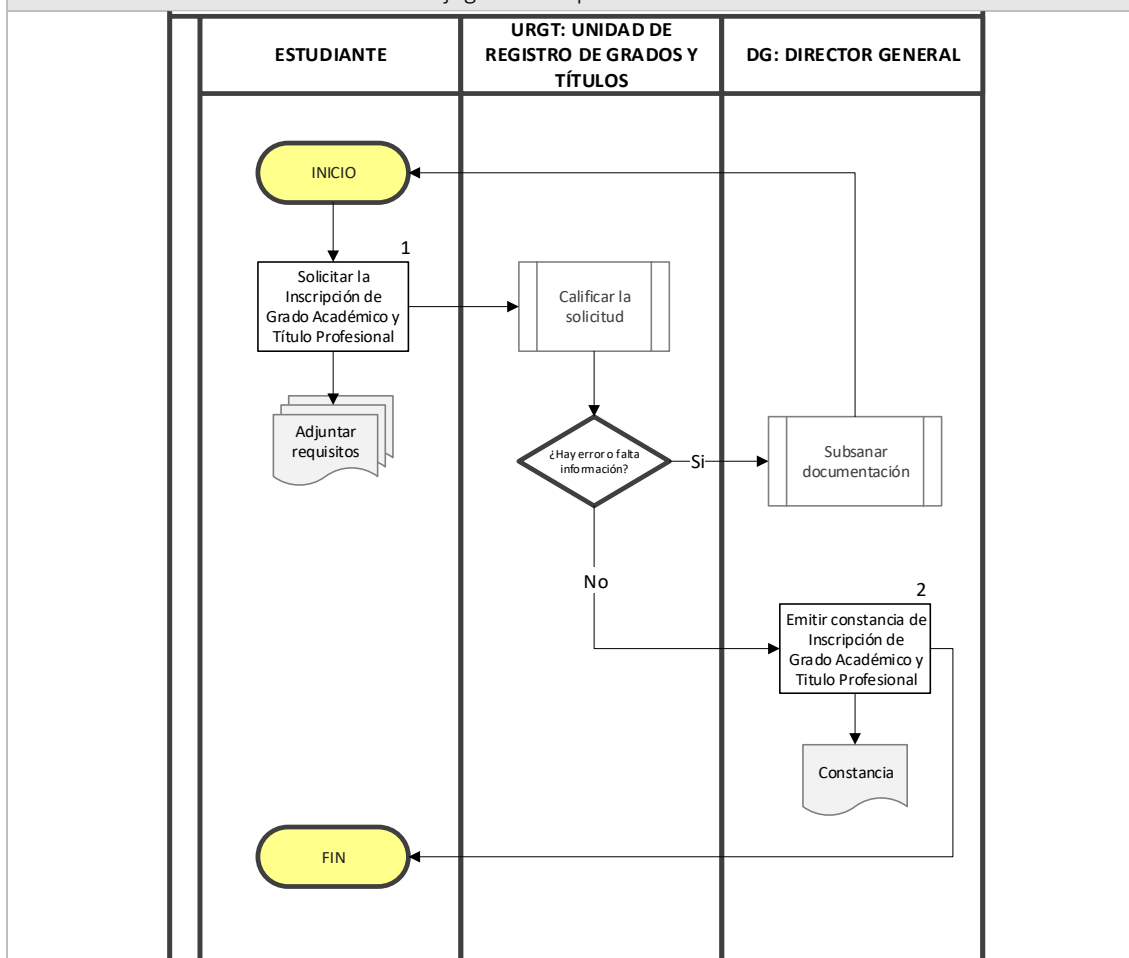 ESTUDIANTE
URGT: UNIDAD DE
REGISTRO DE GRADOS Y
TÍTULOS
DG: DIRECTOR GENERAL
INICIO
1
Solicitar la
Inscripción de
Grado Académico y
Título Profesional
Calificar la
solicitud
Adjuntar
requisitos
¿Hay error o falta
información?
Si
Subsanar
documentación
No
2
Emitir constancia de
Inscripción de
Grado Académico y
Titulo Profesional
Constancia
FIN